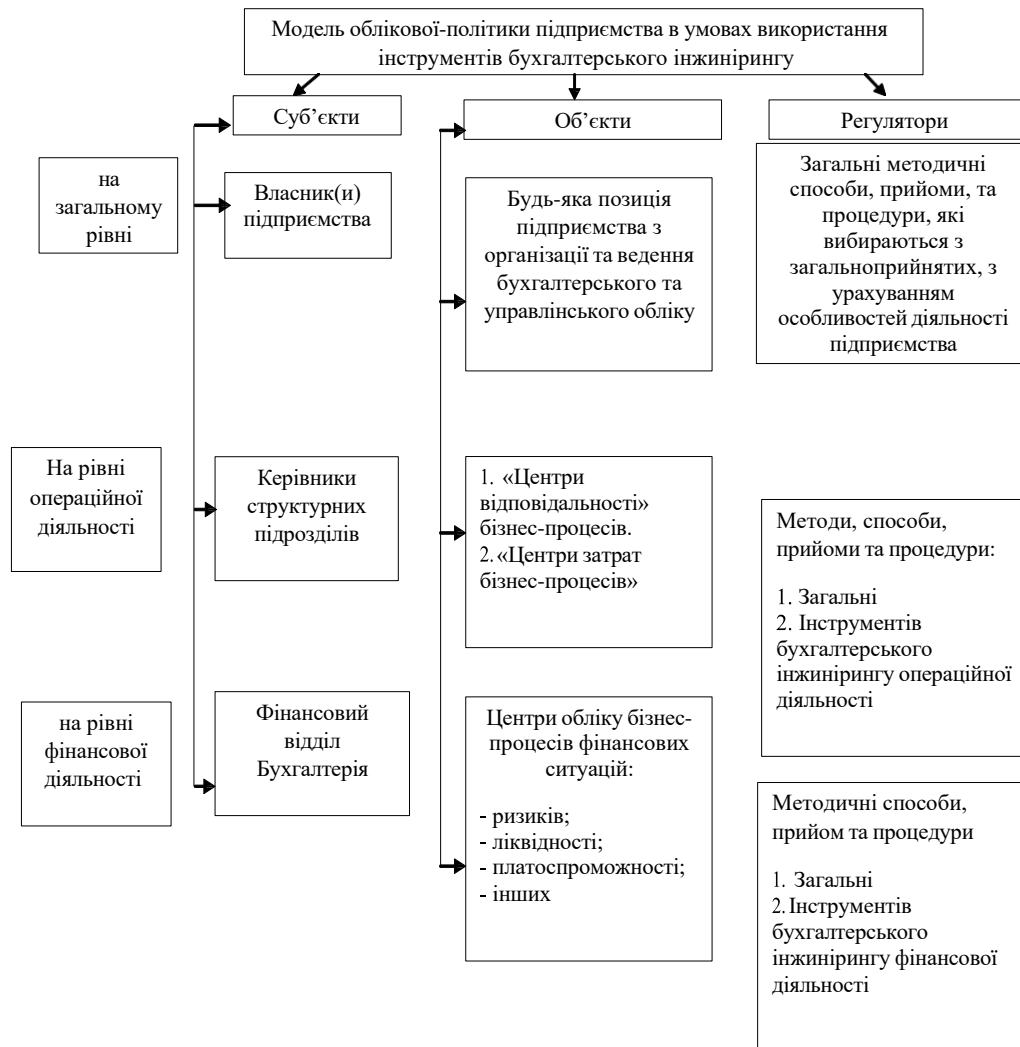 Модель облікової-політики підприємства в умовах використання
інструментів бухгалтерського інжинірингу
Суб’єкти
Об’єкти
Регулятори
на
загальному
рівні
Власник(и)
підприємства
Будь-яка позиція
підприємства з
організації та ведення
бухгалтерського та
управлінського обліку
Загальні методичні
способи, прийоми, та
процедури, які
вибираються з
загальноприйнятих, з
урахуванням
особливостей діяльності
підприємства
На рівні
операційної
діяльності
Керівники
структурних
підрозділів
1. «Центри
відповідальності»
бізнес-процесів.
2. «Центри затрат
бізнес-процесів»
Методи, способи,
прийоми та процедури:
1. Загальні
2. Інструментів
бухгалтерського
інжинірингу операційної
діяльності
на рівні
фінансової
діяльності
Фінансовий
відділ
Бухгалтерія
Центри обліку бізнес-
процесів фінансових
ситуацій:
- ризиків;
- ліквідності;
- платоспроможності;
- інших
Методичні способи,
прийом та процедури
1. Загальні
2. Інструментів
бухгалтерського
інжинірингу фінансової
діяльності